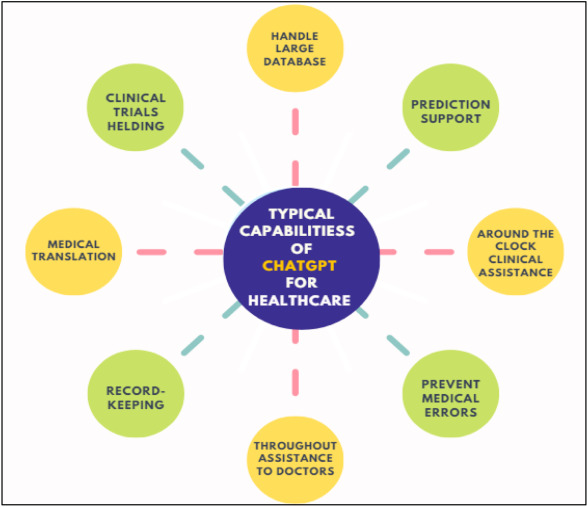 HANDLE
LARGE
DATABASE
PREDICTION
SUPPORT
AROUND THE
CLOCK
CLINICAL
ASSISTANCE
PREVENT
MEDICAL
ERRORS
THROUGHOUT
ASSISTANCE
TO DOCTORS
RECORD-
KEEPING
MEDICAL
TRANSLATION
CLINICAL
TRIALS
HELDING
TYPICAL
CAPABILITIESS
OF
CHATGPT
FOR
HEALTHCARE